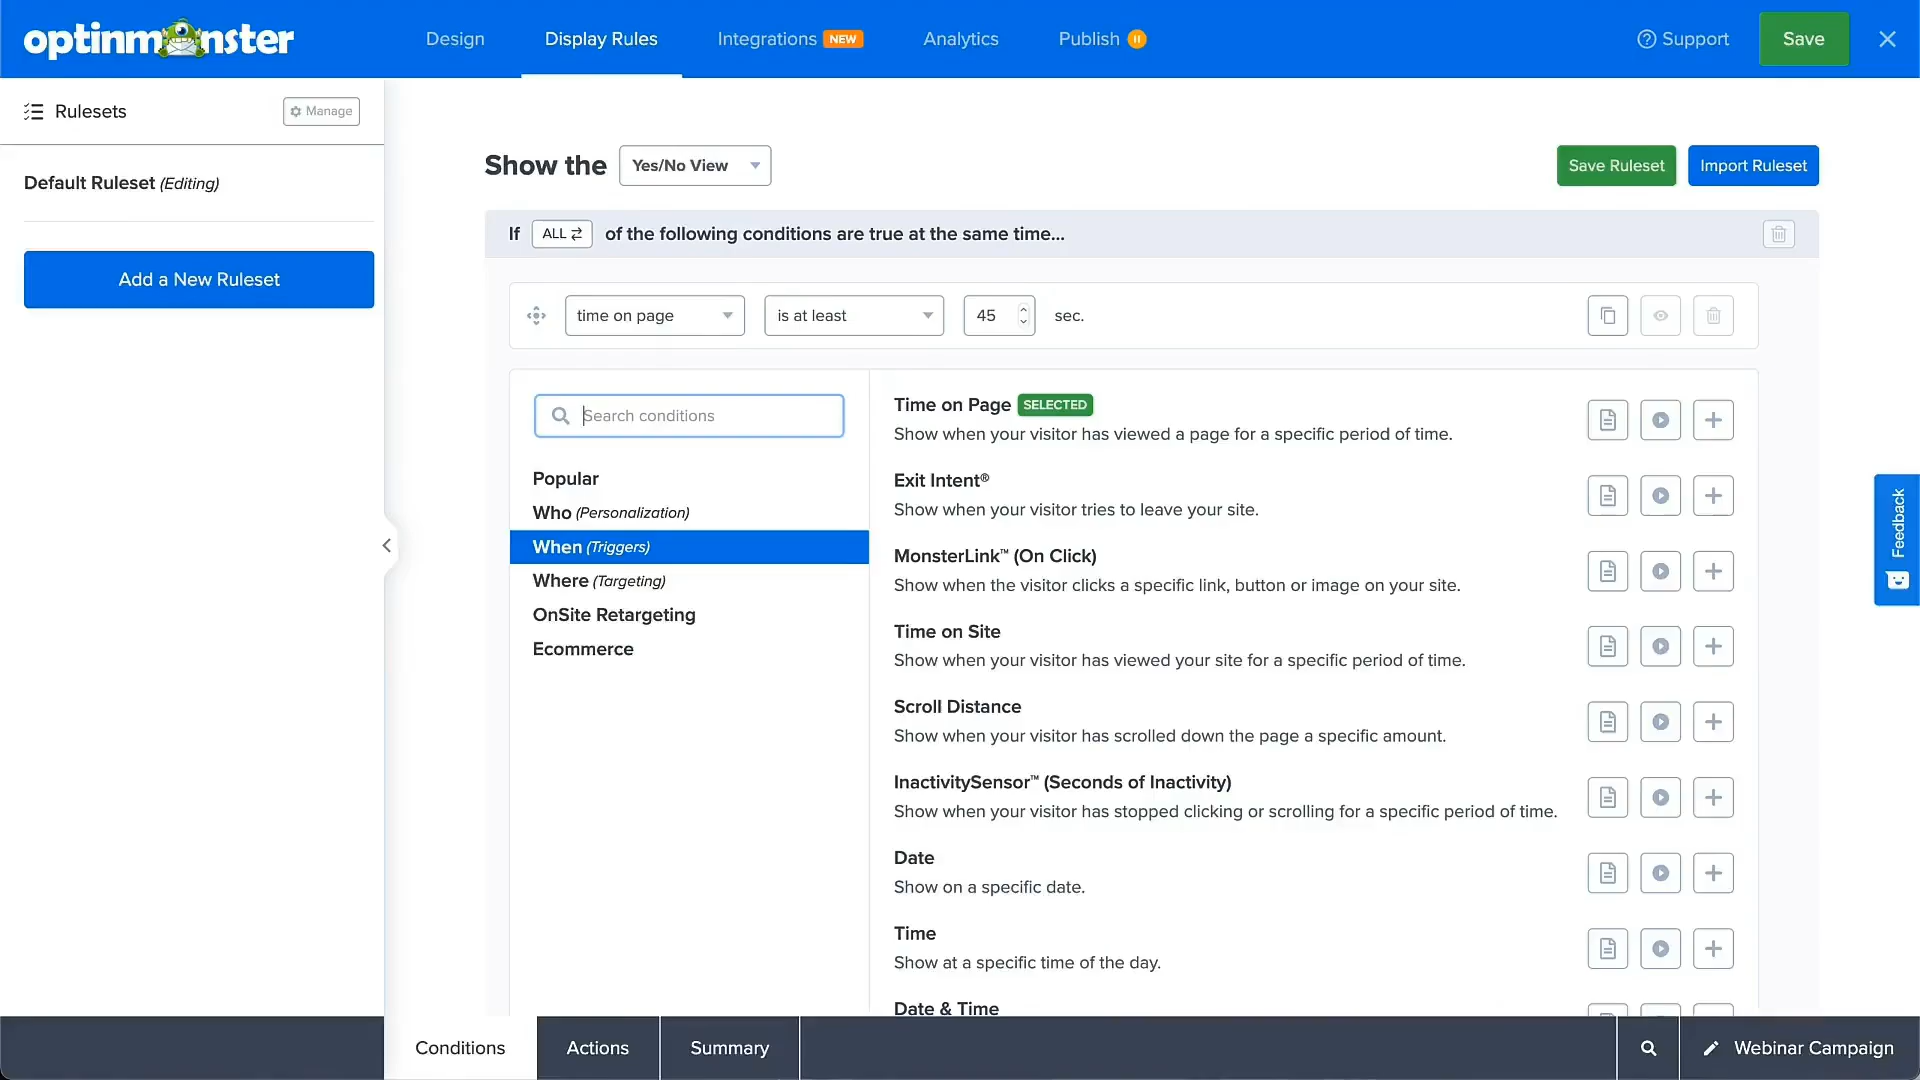 optinmonster
Design
Display Rules
Integrations NEW
Analytics
Publish
Support
Save
Rulesets
Manage
Default Ruleset (Editing)
Add a New Ruleset
Show the Yes/No View
Save Ruleset
Import Ruleset
If ALL of the following conditions are true at the same time...
time on page is at least 45 sec.
Search conditions
Popular
Who (Personalization)
When (Triggers)
Where (Targeting)
OnSite Retargeting
Ecommerce
Time on Page SELECTED
Show when your visitor has viewed a page for a specific period of time.
Exit Intent®
Show when your visitor tries to leave your site.
MonsterLink™ (On Click)
Show when the visitor clicks a specific link, button or image on your site.
Time on Site
Show when your visitor has viewed your site for a specific period of time.
Scroll Distance
Show when your visitor has scrolled down the page a specific amount.
InactivitySensor™ (Seconds of Inactivity)
Show when your visitor has stopped clicking or scrolling for a specific period of time.
Date
Show on a specific date.
Time
Show at a specific time of the day.
Date & Time
Feedback
Conditions
Actions
Summary
Webinar Campaign